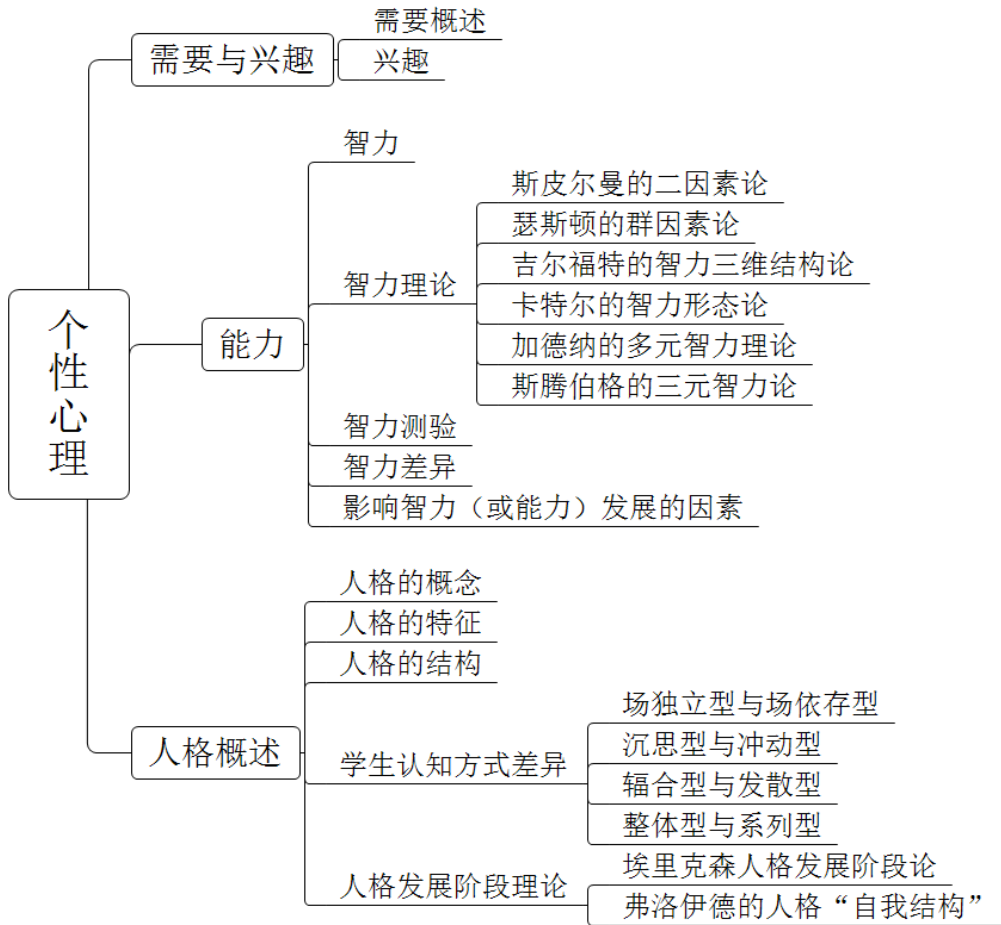 个性心理
需要与兴趣
需要概述
兴趣
能力
智力
智力理论
斯皮尔曼的二因素论
瑟斯顿的群因素论
吉尔福特的智力三维结构论
卡特尔的智力形态论
加德纳的多元智力理论
斯腾伯格的三元智力论
智力测验
智力差异
影响智力（或能力）发展的因素
人格概述
人格的概念
人格的特征
人格的结构
学生认知方式差异
场独立型与场依存型
沉思型与冲动型
辐合型与发散型
整体型与系列型
人格发展阶段理论
埃里克森人格发展阶段论
弗洛伊德的人格“自我结构”